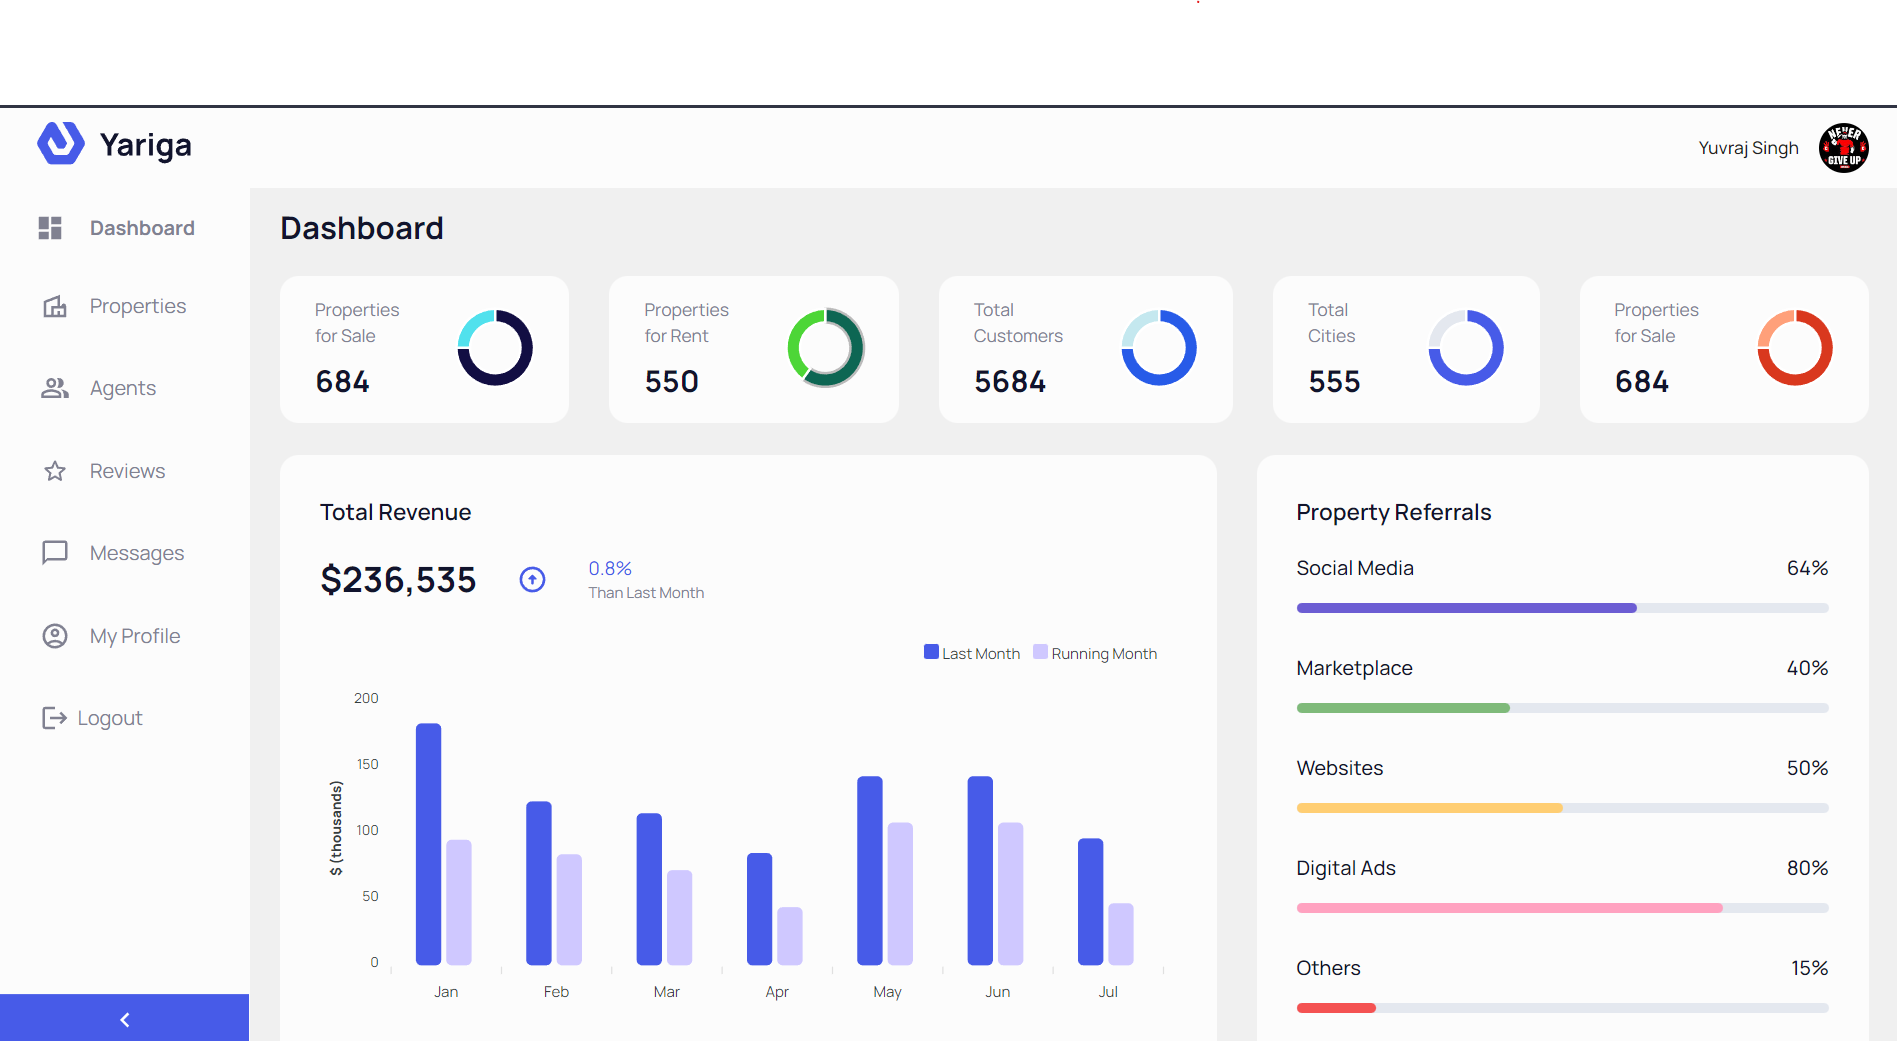 Yariga
Yuvraj Singh
NEVER
GIVE UP
Dashboard
Properties
Agents
Reviews
Messages
My Profile
Logout
Dashboard
Properties
for Sale
684
Properties
for Rent
550
Total
Customers
5684
Total
Cities
555
Properties
for Sale
684
Total Revenue
$236,535
0.8%
Than Last Month
Last Month
Running Month
$ (thousands)
200
150
100
50
0
Jan
Feb
Mar
Apr
May
Jun
Jul
Property Referrals
Social Media 64%
Marketplace 40%
Websites 50%
Digital Ads 80%
Others 15%